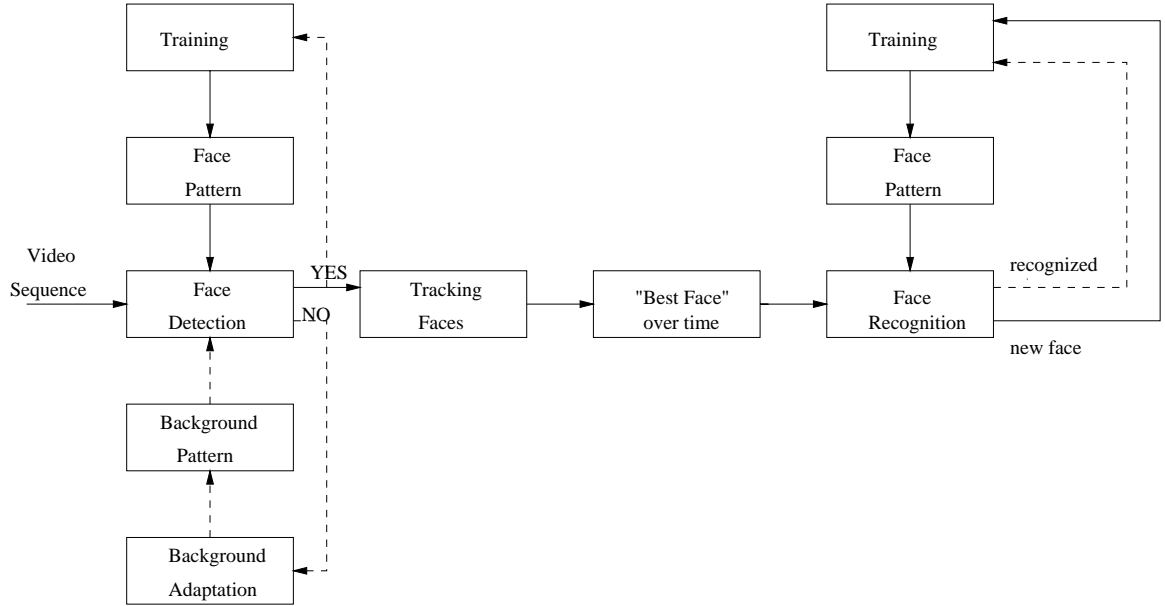 Training
Training
Face
Pattern
Face
Pattern
Video
Sequence
Face
Detection
YES
NO
Tracking
Faces
"Best Face"
over time
Face
Recognition
recognized
new face
Background
Pattern
Background
Adaptation